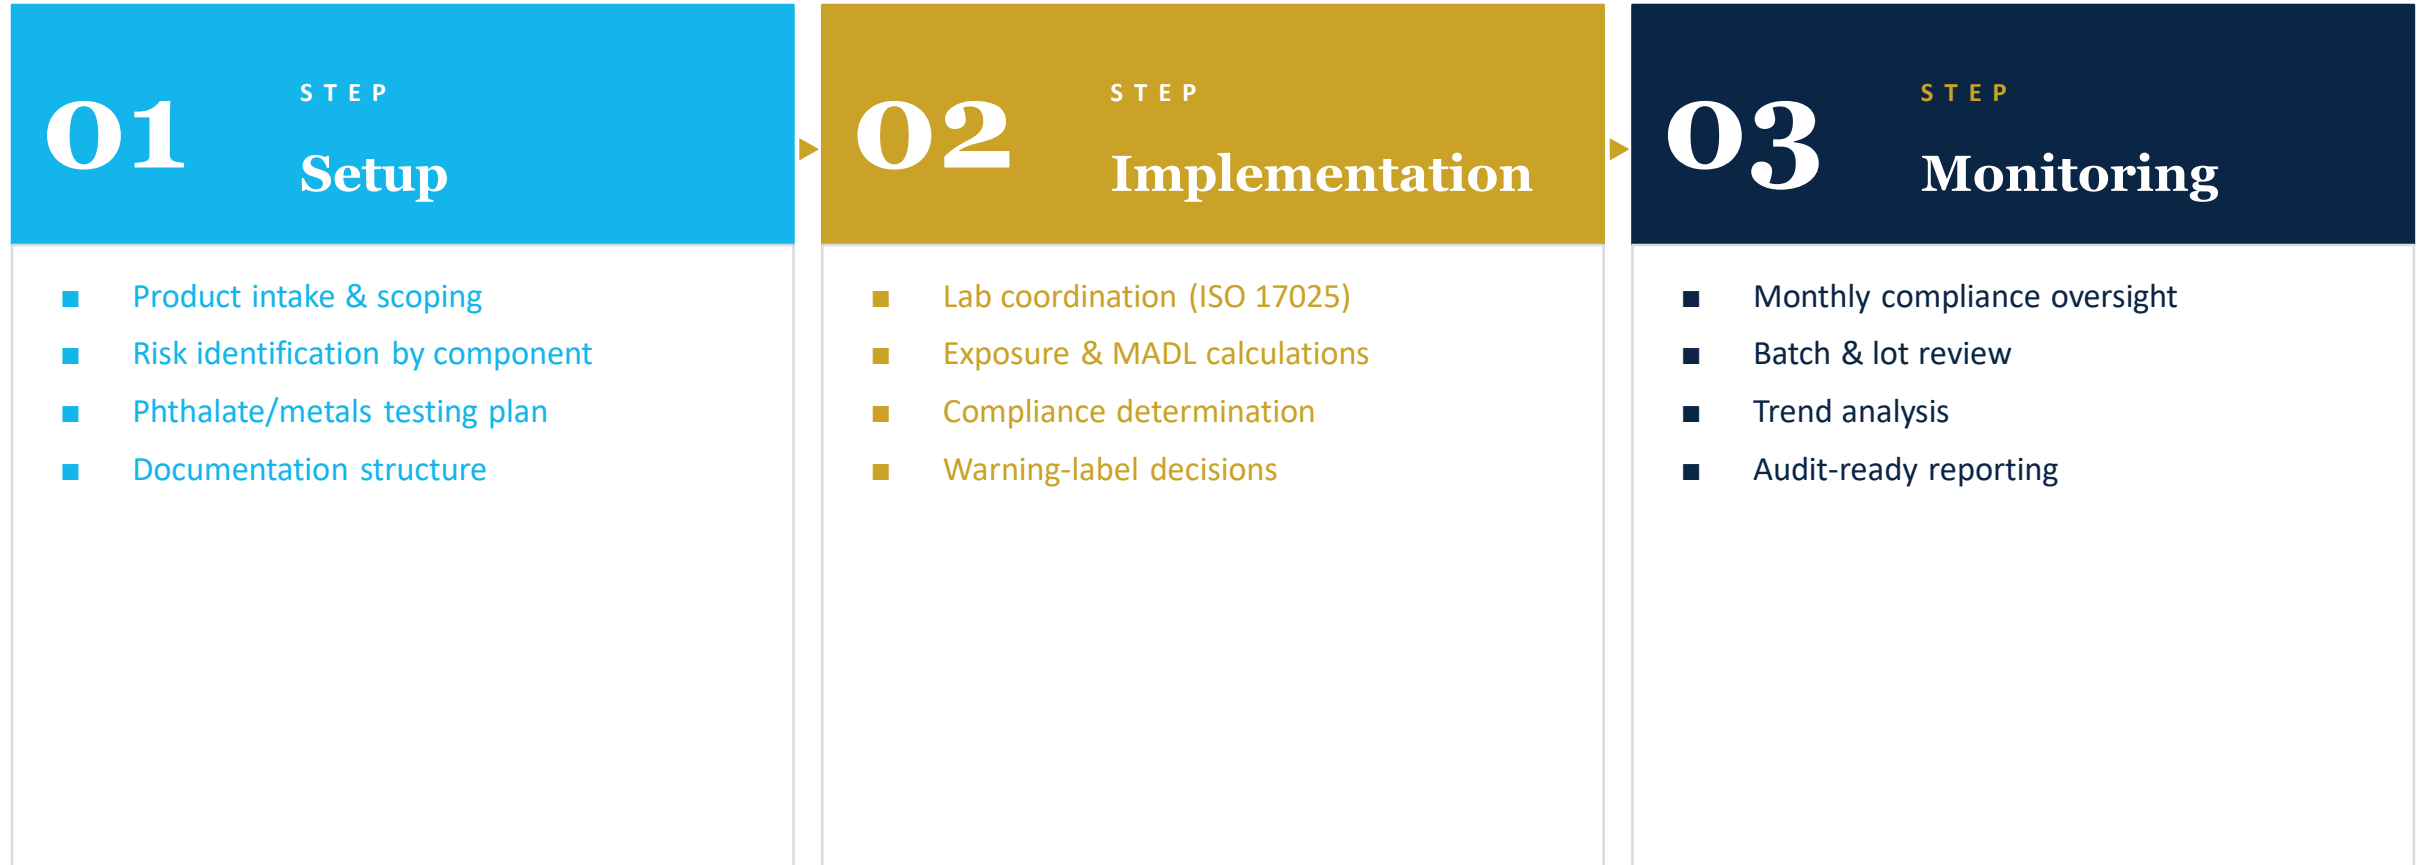 01
STEP
Setup
■ Product intake & scoping
■ Risk identification by component
■ Phthalate/metals testing plan
■ Documentation structure
02
STEP
Implementation
■ Lab coordination (ISO 17025)
■ Exposure & MADL calculations
■ Compliance determination
■ Warning-label decisions
03
STEP
Monitoring
■ Monthly compliance oversight
■ Batch & lot review
■ Trend analysis
■ Audit-ready reporting